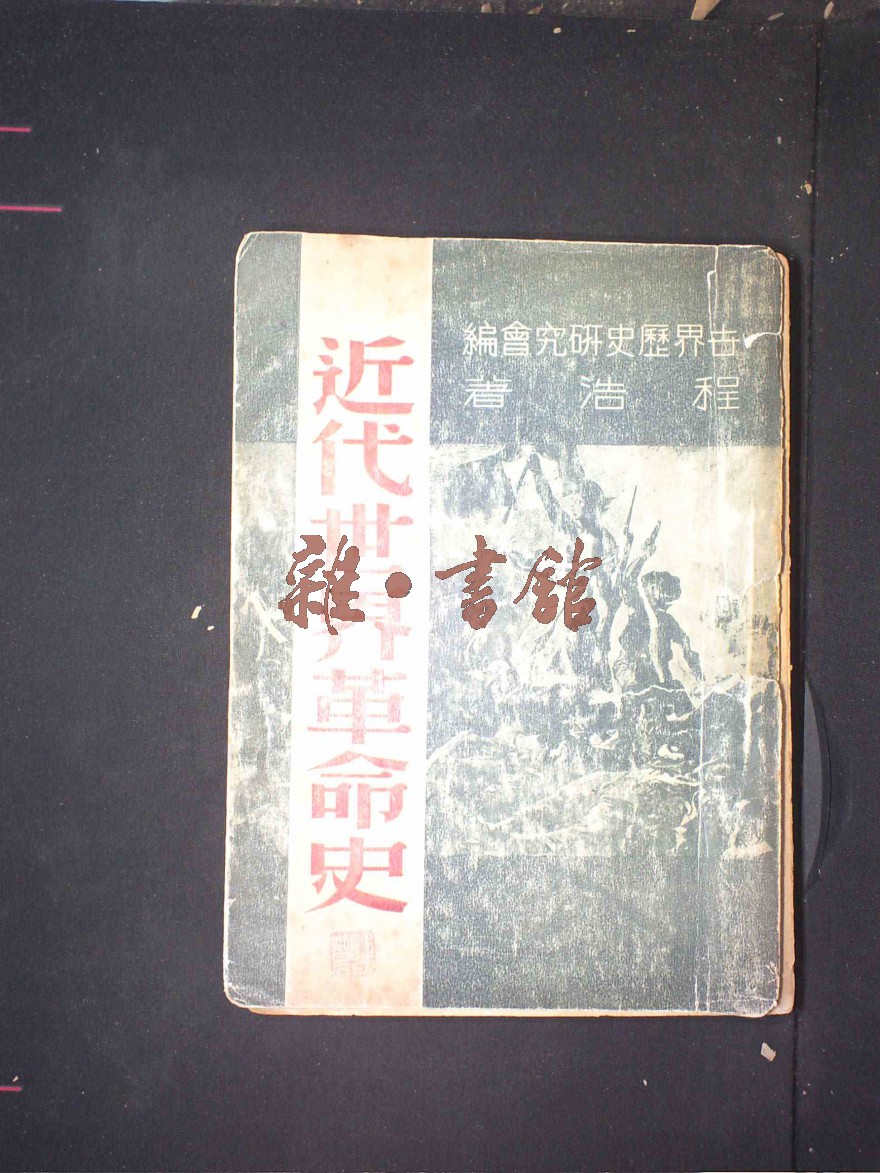 世界歷史研究會編
程浩著
近代世界革命史
雜·書館